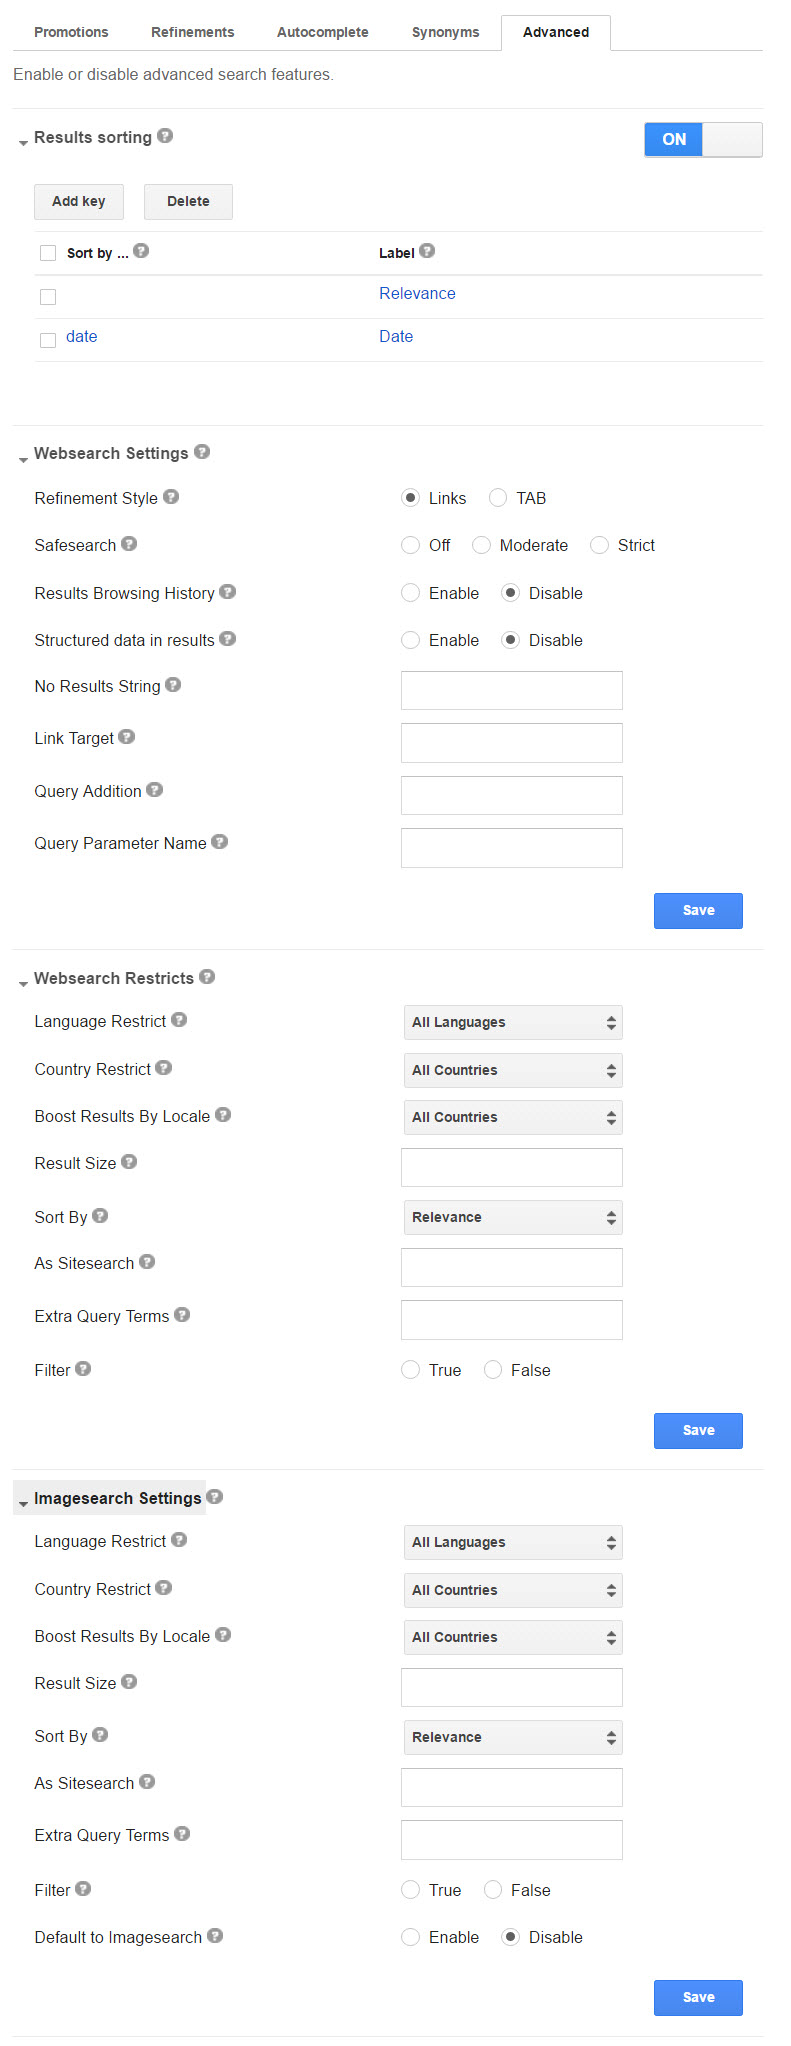 Promotions Refinements Autocomplete Synonyms Advanced
Enable or disable advanced search features.
Results sorting ? ON
Add key Delete
Sort by ... ? Label ?
Relevance
date Date
Websearch Settings ?
Refinement Style ? Links TAB
Safesearch ? Off Moderate Strict
Results Browsing History ? Enable Disable
Structured data in results ? Enable Disable
No Results String ?
Link Target ?
Query Addition ?
Query Parameter Name ?
Save
Websearch Restricts ?
Language Restrict ? All Languages
Country Restrict ? All Countries
Boost Results By Locale ? All Countries
Result Size ?
Sort By ? Relevance
As Sitesearch ?
Extra Query Terms ?
Filter ? True False
Save
Imagesearch Settings ?
Language Restrict ? All Languages
Country Restrict ? All Countries
Boost Results By Locale ? All Countries
Result Size ?
Sort By ? Relevance
As Sitesearch ?
Extra Query Terms ?
Filter ? True False
Default to Imagesearch ? Enable Disable
Save